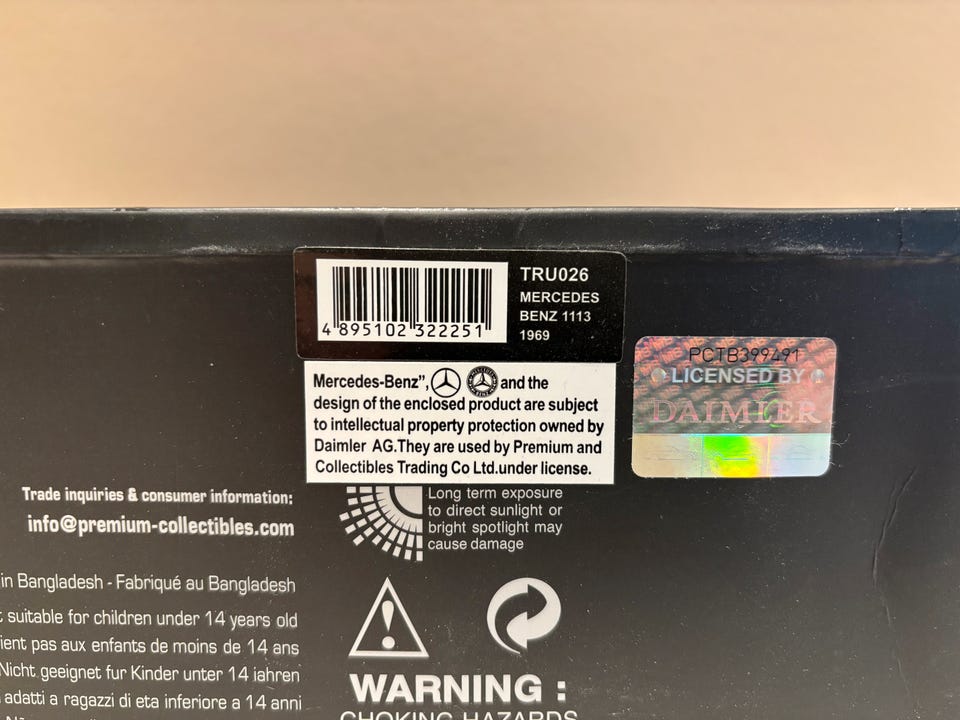 4 895102 322251
TRU026
MERCEDES
BENZ 1113
1969
Mercedes-Benz”, and the
design of the enclosed product are subject
to intellectual property protection owned by
Daimler AG.They are used by Premium and
Collectibles Trading Co Ltd.under license.
PCTB399491
LICENSED BY
DAIMLER
Trade inquiries & consumer information:
info@premium-collectibles.com
Long term exposure
to direct sunlight or
bright spotlight may
cause damage
in Bangladesh - Fabriqué au Bangladesh
suitable for children under 14 years old
pas aux enfants de moins de 14 ans
Nicht geeignet fur Kinder unter 14 jahren
adatti a ragazzi di eta inferiore a 14 anni
WARNING :
CHOKING HAZARDS